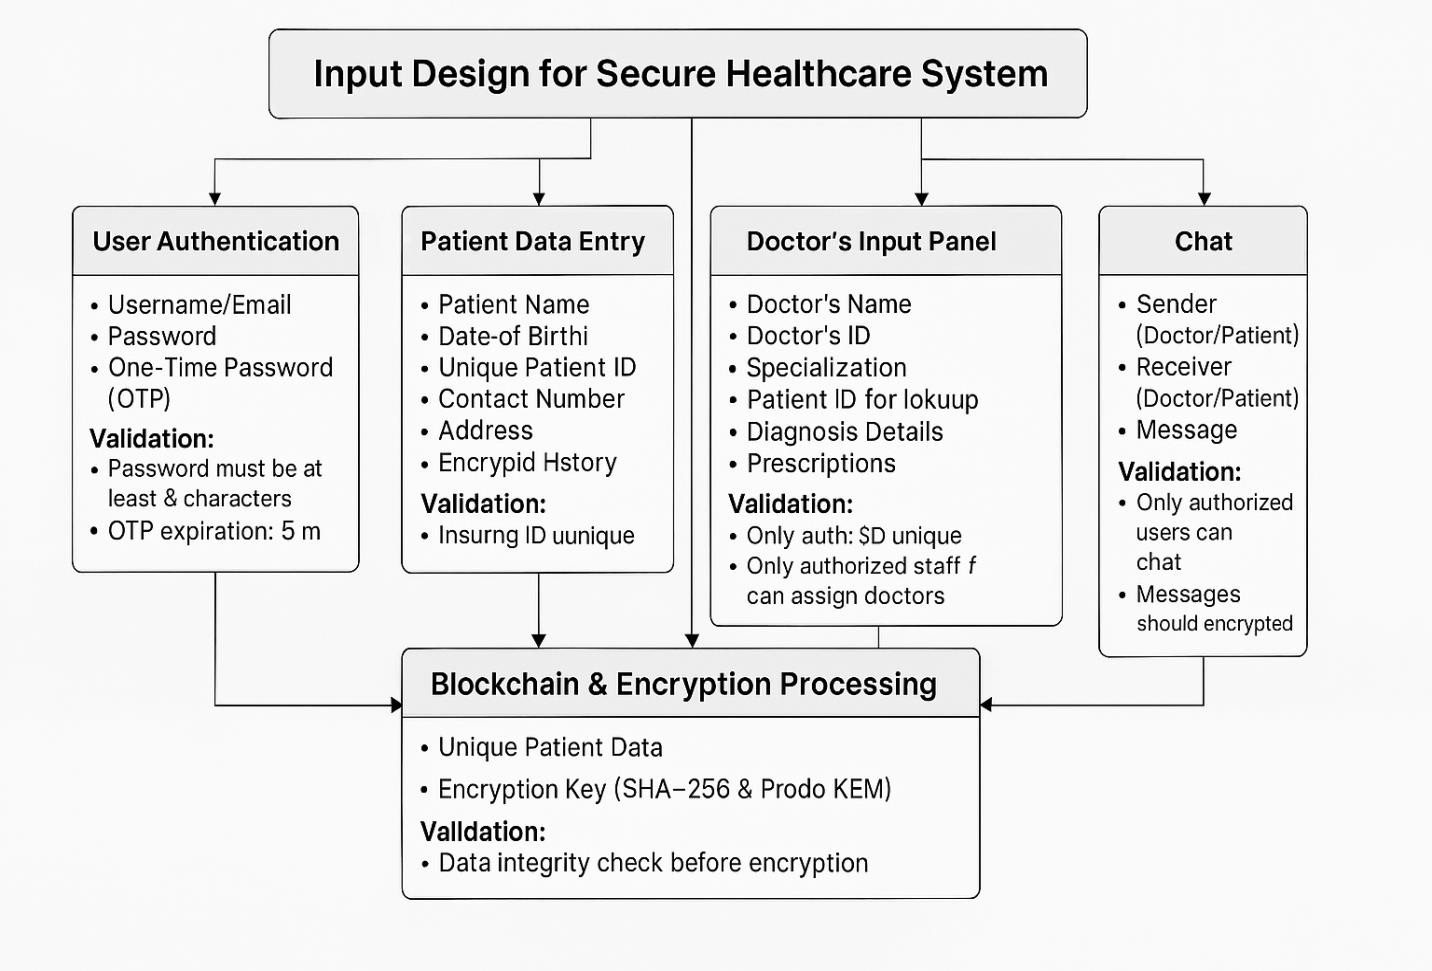 Input Design for Secure Healthcare System
User Authentication
• Username/Email
• Password
• One-Time Password
(OTP)
Validation:
• Password must be at
least & characters
• OTP expiration: 5 m
Patient Data Entry
• Patient Name
• Date-of Birthi
• Unique Patient ID
• Contact Number
• Address
• Encrypid Hstory
Validation:
• Insurng ID uunique
Doctor's Input Panel
• Doctor's Name
• Doctor's ID
• Specialization
• Patient ID for lokuup
• Diagnosis Details
• Prescriptions
Validation:
• Only auth: $D unique
• Only authorized staff f
can assign doctors
Chat
• Sender
(Doctor/Patient)
• Receiver
(Doctor/Patient)
• Message
Validation:
• Only authorized
users can
chat
• Messages
should encrypted
Blockchain & Encryption Processing
• Unique Patient Data
• Encryption Key (SHA–256 & Prodo KEM)
Valldation:
• Data integrity check before encryption